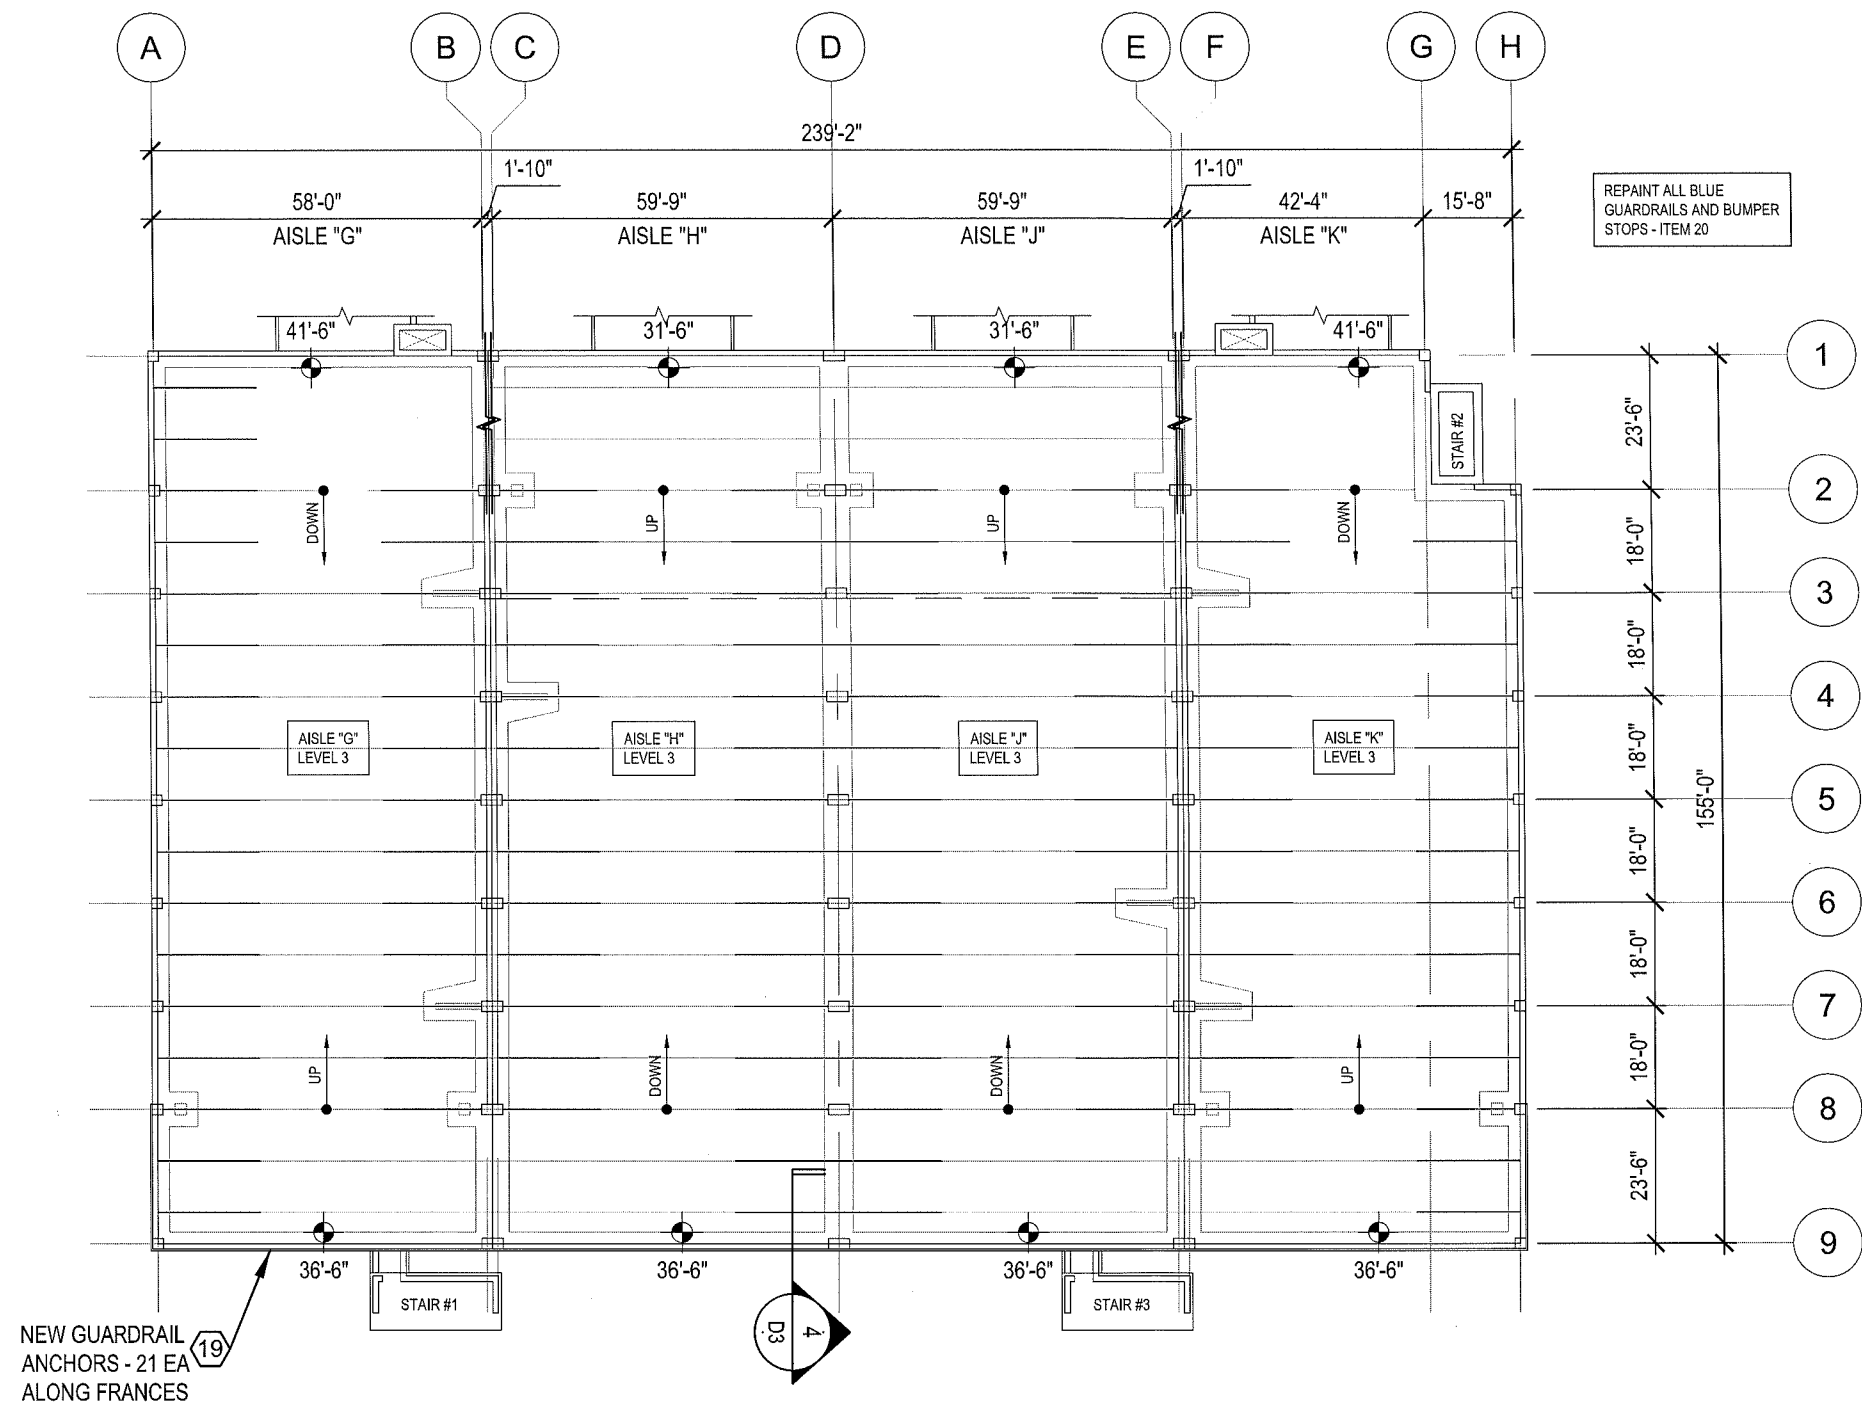 A B C D E F G H
239'-2"
1'-10" 1'-10"
58'-0" 59'-9" 59'-9" 42'-4" 15'-8"
AISLE "G" AISLE "H" AISLE "J" AISLE "K"
REPAINT ALL BLUE
GUARDRAILS AND BUMPER
STOPS - ITEM 20
41'-6" 31'-6" 31'-6" 41'-6"
1
23'-6"
STAIR #2
2
DOWN UP UP DOWN
18'-0"
3
18'-0"
4
AISLE "G"
LEVEL 3
AISLE "H"
LEVEL 3
AISLE "J"
LEVEL 3
AISLE "K"
LEVEL 3
18'-0"
155'-0"
5
18'-0"
6
18'-0"
7
UP DOWN DOWN UP
18'-0"
8
23'-6"
9
36'-6" 36'-6" 36'-6" 36'-6"
STAIR #1
STAIR #3
4
D3
NEW GUARDRAIL
ANCHORS - 21 EA
ALONG FRANCES
19